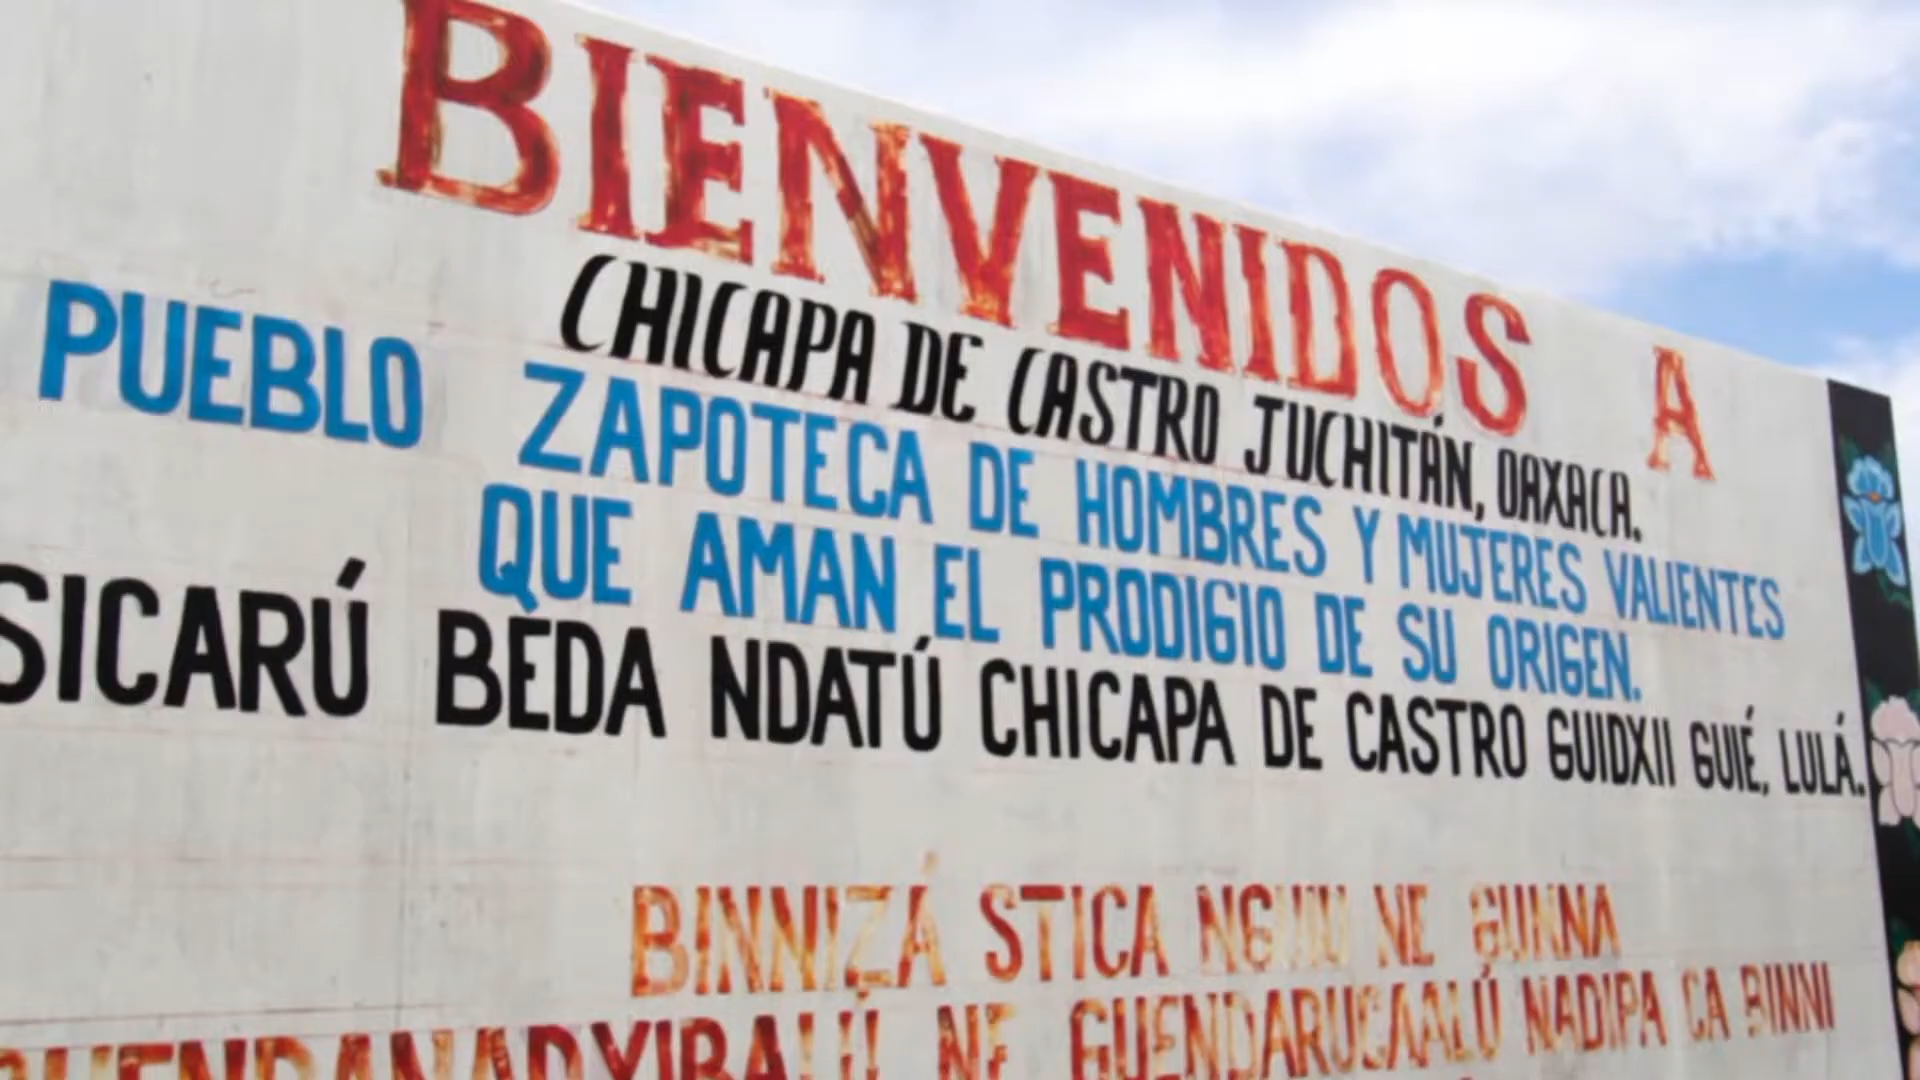 BIENVENIDOS A
CHICAPA DE CASTRO JUCHITÁN, OAXACA.
PUEBLO ZAPOTECA DE HOMBRES Y MUJERES VALIENTES
QUE AMAN EL PRODIGIO DE SU ORIGEN.
SICARÚ BEDA NDATÚ CHICAPA DE CASTRO GUIDXII GUIÉ, LULÁ.
BINNIZÁ STICA NGUIU NE GUNNA
NE GUENDARUCAALÚ NADIPA CA BINNI